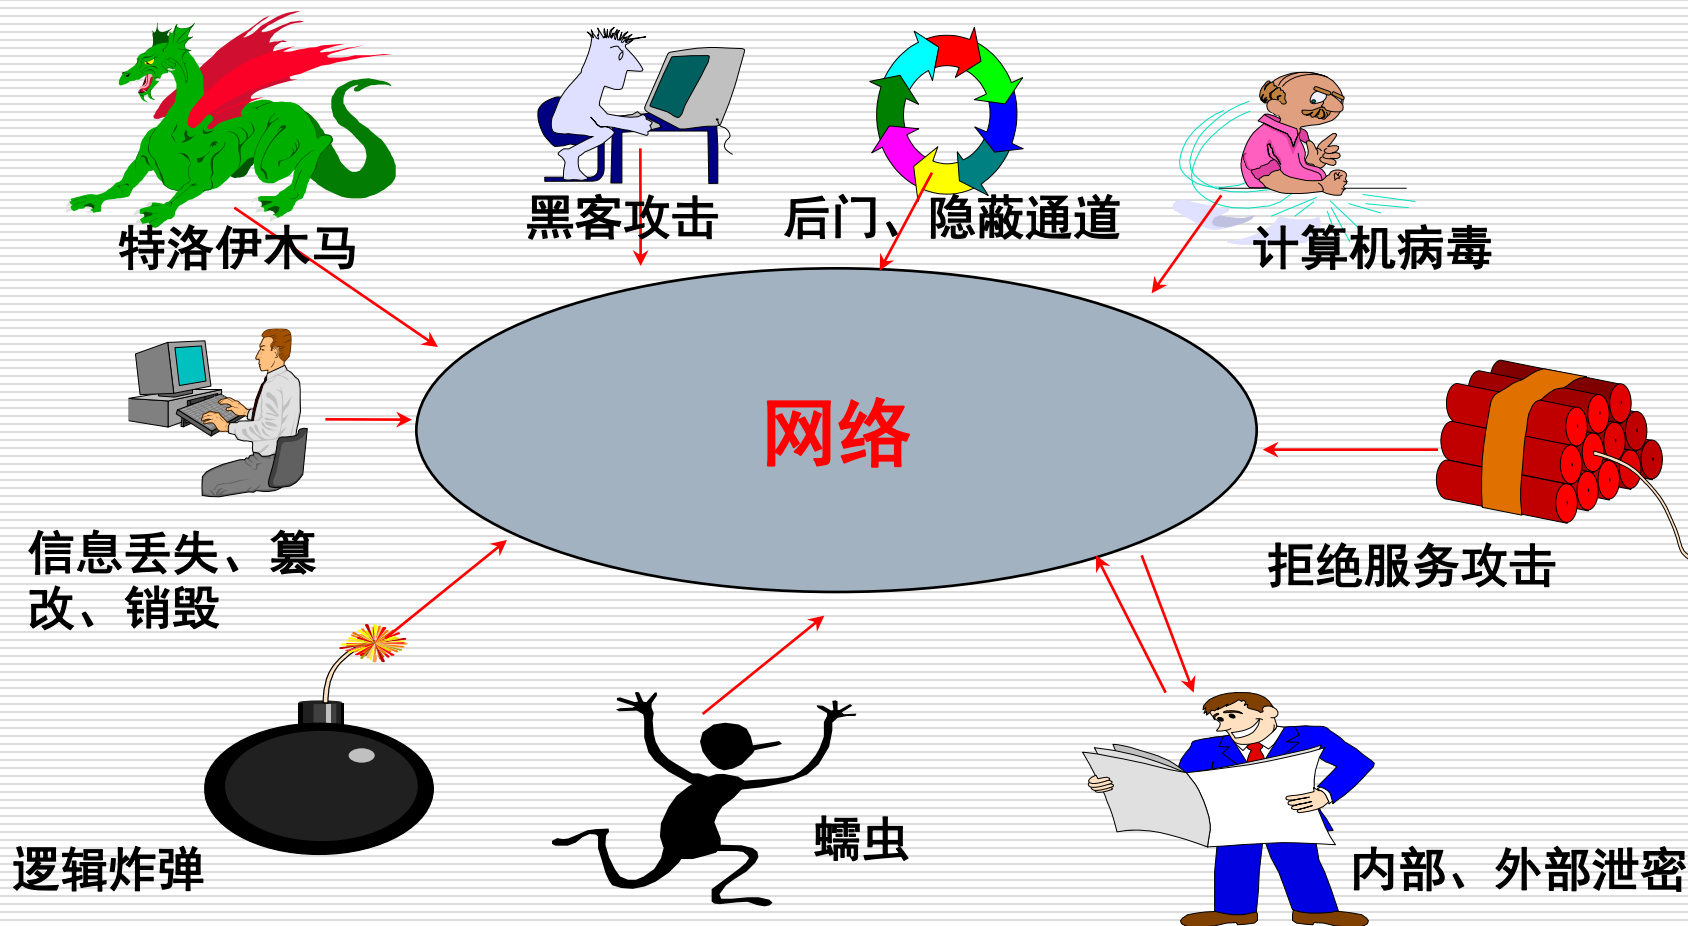 特洛伊木马
黑客攻击
后门、隐蔽通道
计算机病毒
网络
信息丢失、篡
改、销毁
拒绝服务攻击
逻辑炸弹
蠕虫
内部、外部泄密